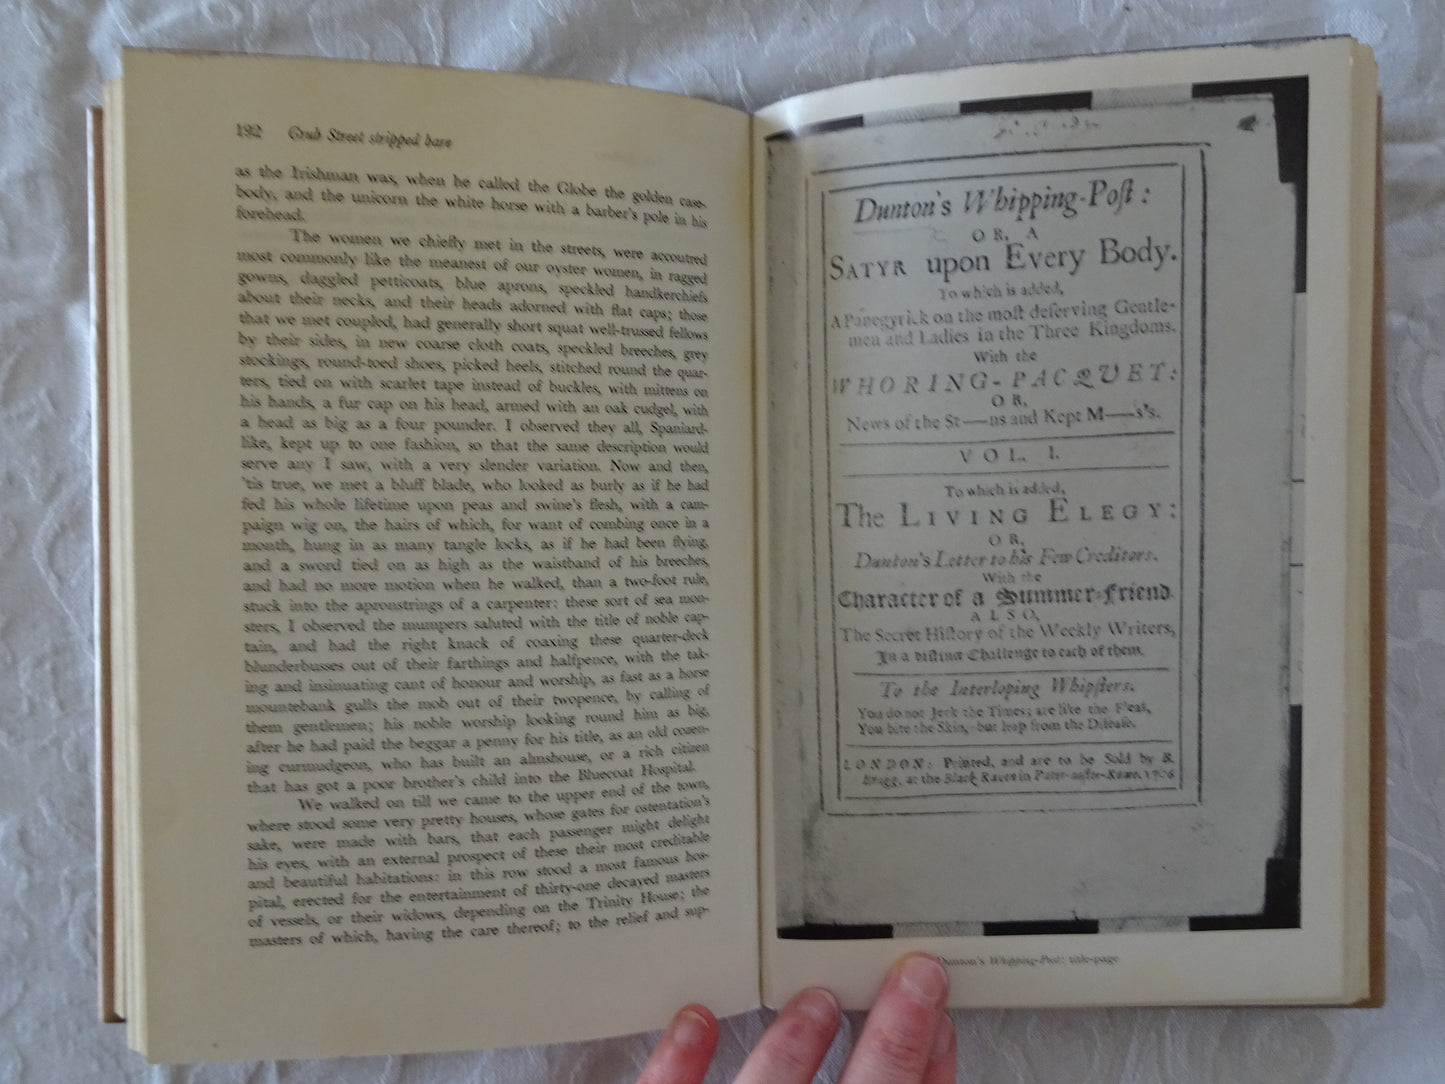 192 Grub Street stripped bare
as the Irishman was, when he called the Globe the golden case-
body, and the unicorn the white horse with a barber's pole in his
forehead.
The women we chiefly met in the streets, were accoutred
most commonly like the meanest of our oyster women, in ragged
gowns, daggled petticoats, blue aprons, speckled handkerchiefs
about their necks, and their heads adorned with flat caps; those
that we met coupled, had generally short squat well-trussed fellows
by their sides, in new coarse cloth coats, speckled breeches, grey
stockings, round-toed shoes, picked heels, stitched round the quar-
ters, tied on with scarlet tape instead of buckles, with mittens on
his hands, a fur cap on his head, armed with an oak cudgel, with
a head as big as a four pounder. I observed they all, Spaniard-
like, kept up to one fashion, so that the same description would
serve any I saw, with a very slender variation. Now and then,
'tis true, we met a bluff blade, who looked as burly as if he had
fed his whole lifetime upon peas and swine's flesh, with a cam-
paign wig on, the hairs of which, for want of combing once in a
month, hung in as many tangle locks, as if he had been flying,
and a sword tied on as high as the waistband of his breeches,
and had no more motion when he walked, than a two-foot rule,
stuck into the apronstrings of a carpenter: these sort of sea mon-
sters, I observed the mumpers saluted with the title of noble cap-
tain, and had the right knack of coaxing these quarter-deck
blunderbusses out of their farthings and halfpence, with the tak-
ing and insinuating cant of honour and worship, as fast as a horse
mountebank gulls the mob out of their twopence, by calling of
them gentlemen; his noble worship looking round him as big,
after he had paid the beggar a penny for his title, as an old cozen-
ing curmudgeon, who has built an almshouse, or a rich citizen
that has got a poor brother's child into the Bluecoat Hospital.
We walked on till we came to the upper end of the town,
where stood some very pretty houses, whose gates for ostentation's
sake, were made with bars, that each passenger might delight
his eyes, with an external prospect of these their most creditable
and beautiful habitations: in this row stood a most famous hos-
pital, erected for the entertainment of thirty-one decayed masters
of vessels, or their widows, depending on the Trinity House; the
masters of which, having the care thereof; to the relief and sup-
Dunton's Whipping-Poſt:
OR, A
SATYR upon Every Body.
To which is added,
A Panegyrick on the moſt deſerving Gentle-
men and Ladies in the Three Kingdoms.
With the
WHORING-PACQUET:
OR,
News of the St—ns and Kept M—s's.
VOL. I.
To which is added,
The LIVING ELEGY:
OR,
Dunton's Letter to his Few Creditors.
With the
Character of a Summer-Friend.
ALSO,
The Secret Hiſtory of the Weekly Writers,
In a diſtinct Challenge to each of them.
To the Interloping Whipſters.
You do not Jerk the Times; are like the Fleas,
You bite the Skin, but leap from the Diſeaſe.
LONDON: Printed, and are to be Sold by B.
Bragg, at the Black Raven in Pater-noſter-Rowe. 1706
Dunton's Whipping-Post: title-page